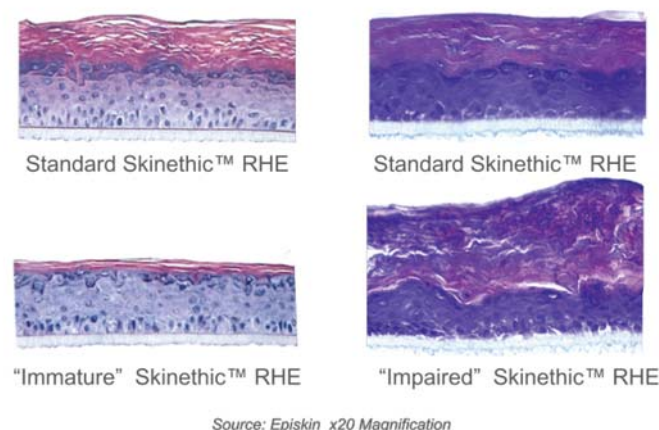 Standard Skinethic™ RHE
Standard Skinethic™ RHE
“Immature” Skinethic™ RHE
“Impaired” Skinethic™ RHE
Source: Episkin x20 Magnification